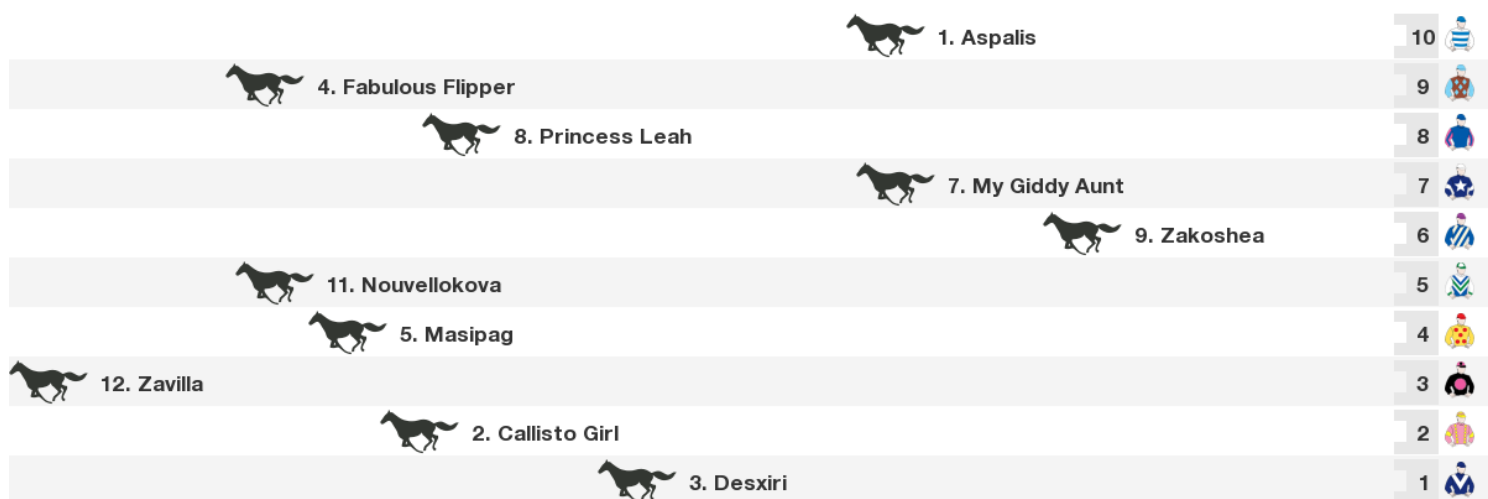 1. Aspalis 10
4. Fabulous Flipper 9
8. Princess Leah 8
7. My Giddy Aunt 7
9. Zakoshea 6
11. Nouvellokova 5
5. Masipag 4
12. Zavilla 3
2. Callisto Girl 2
3. Desxiri 1